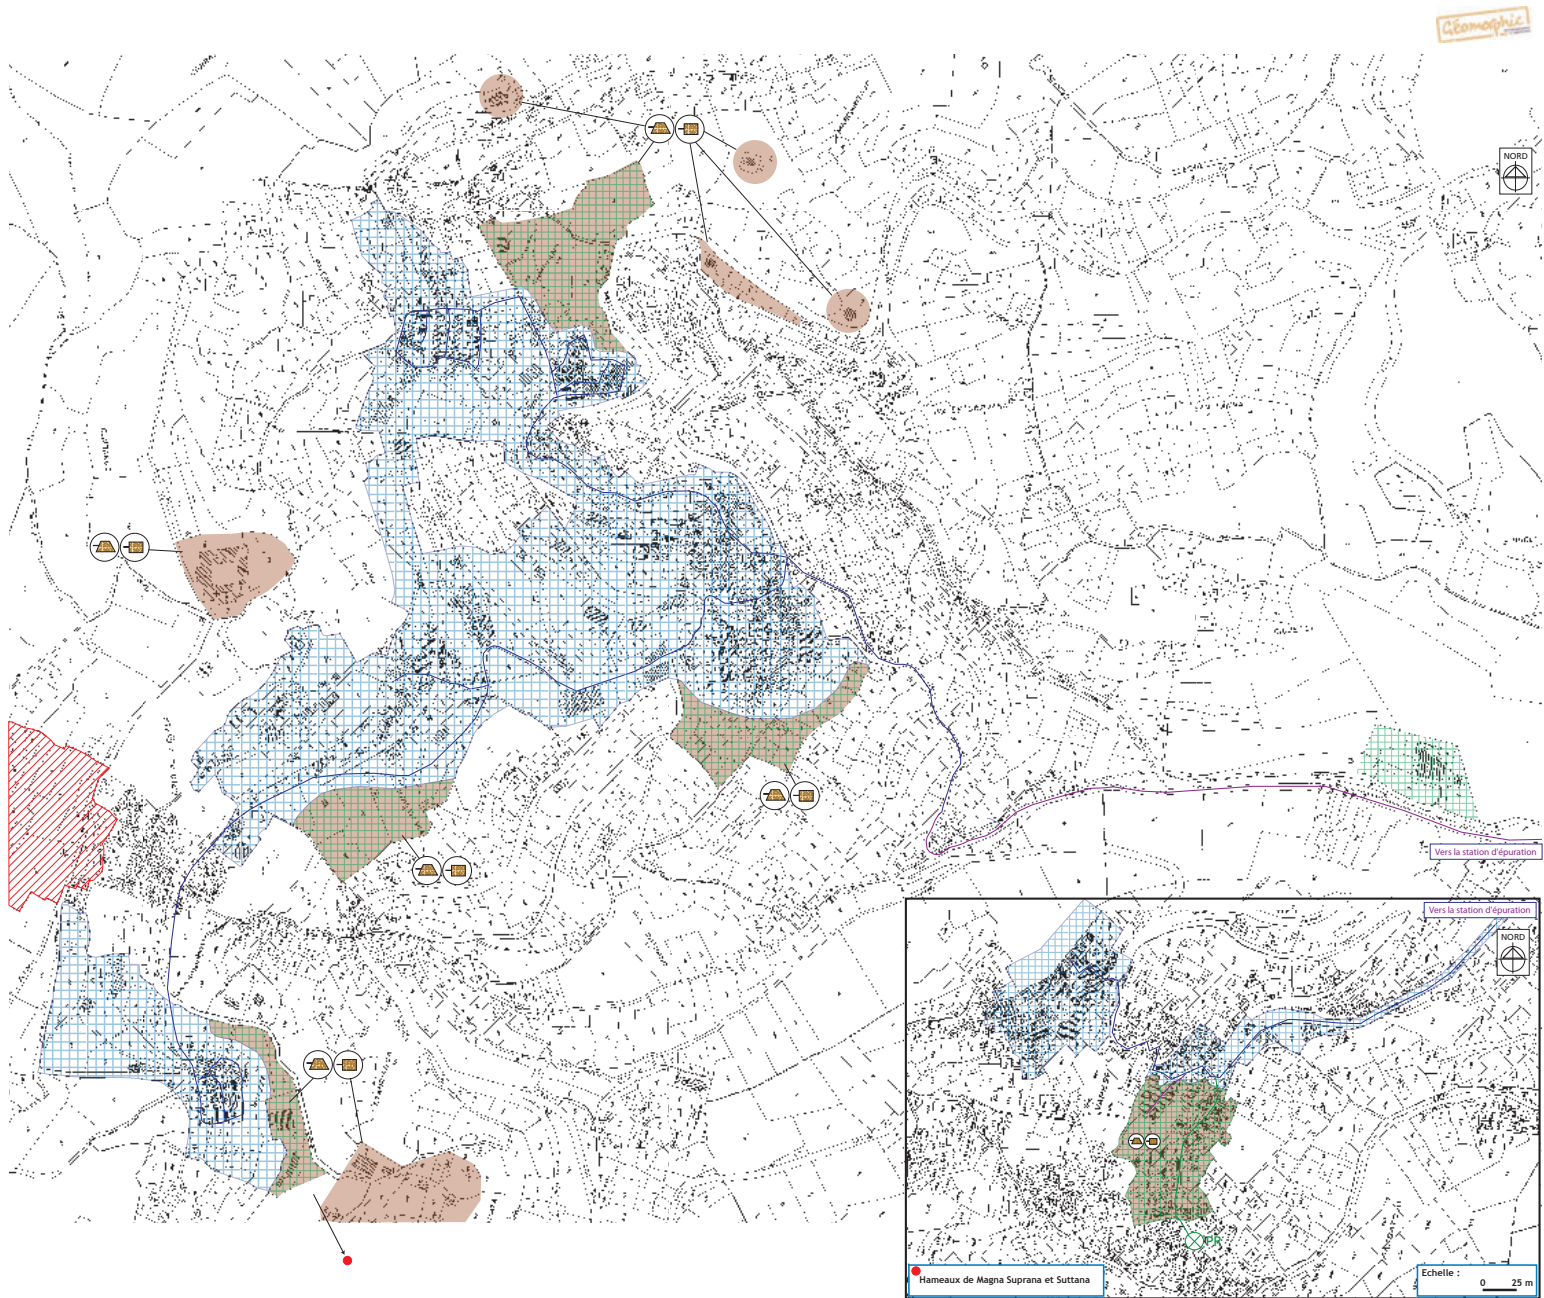 Géomorphic
NORD
Vers la station d'épuration
Vers la station d'épuration
NORD
PR
Hameaux de Magna Suprana et Suttana
Echelle :
0 25 m